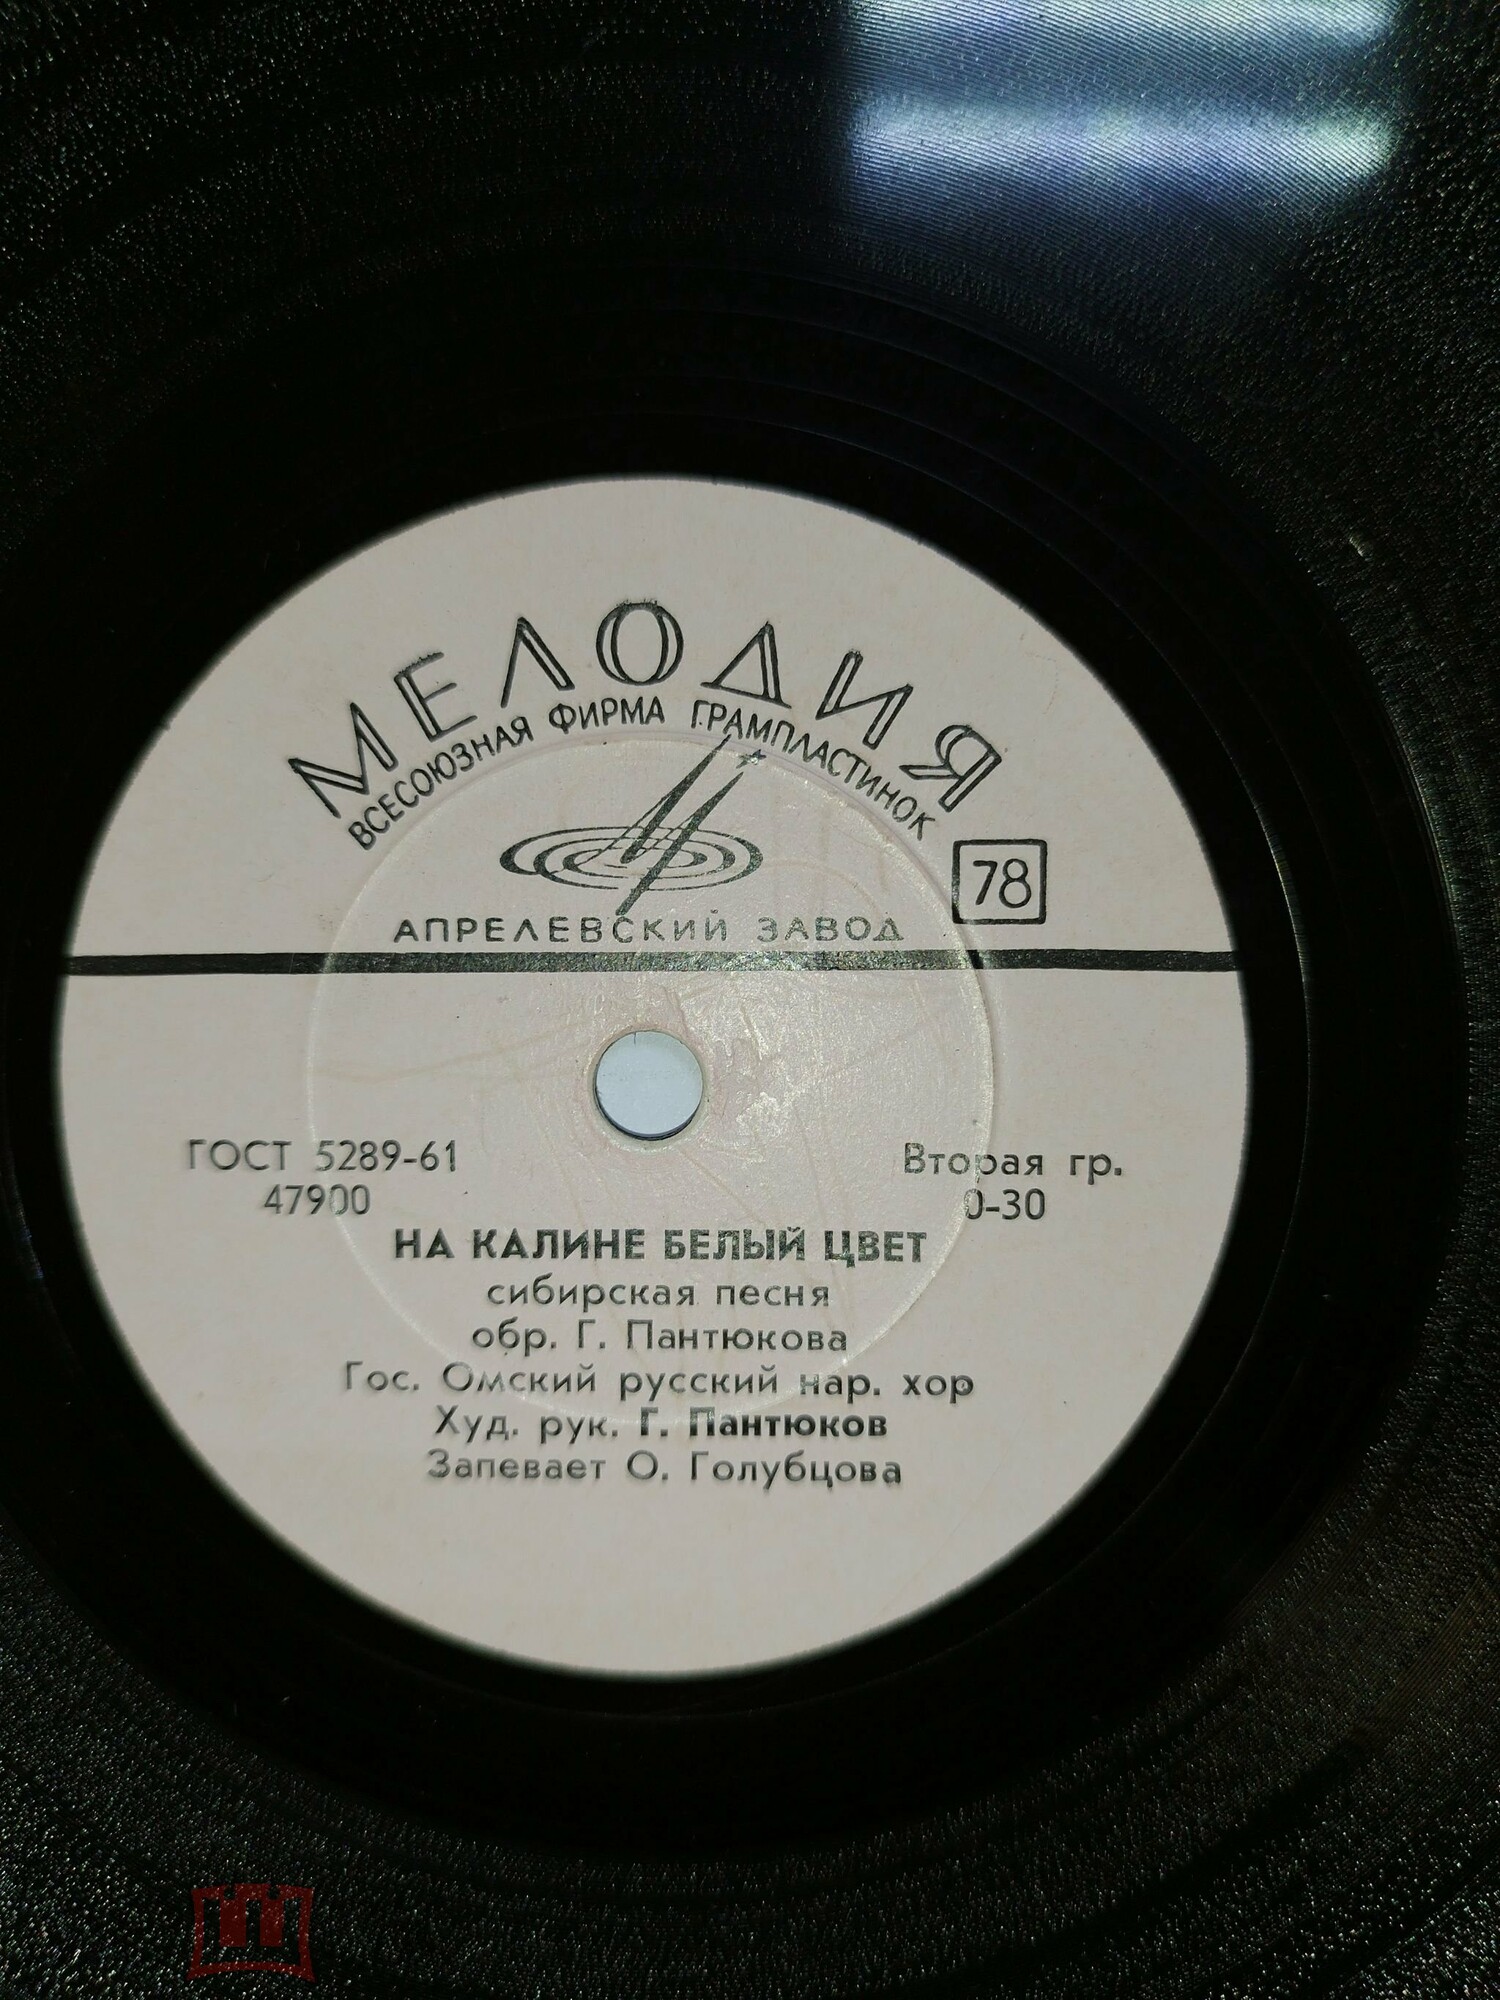 МЕЛОДИЯ
ВСЕСОЮЗНАЯ ФИРМА ГРАМПЛАСТИНОК
78
АПРЕЛЕВСКИЙ ЗАВОД
ГОСТ 5289-61
47900
Вторая гр.
0-30
НА КАЛИНЕ БЕЛЫЙ ЦВЕТ
сибирская песня
обр. Г. Пантюкова
Гос. Омский русский нар. хор
Худ. рук. Г. Пантюков
Запевает О. Голубцова